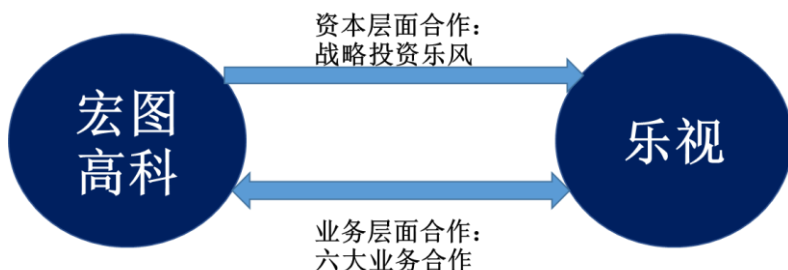 资本层面合作：
战略投资乐风
宏图
高科
乐视
业务层面合作：
六大业务合作